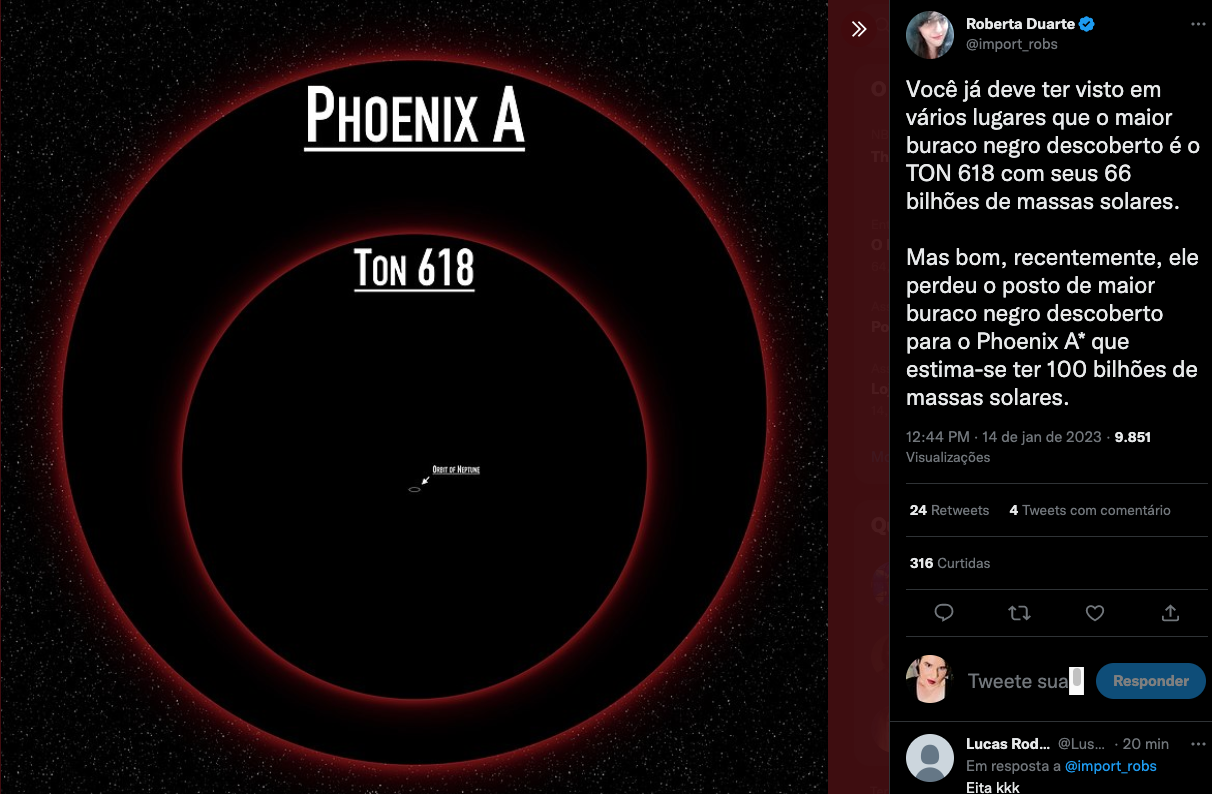 PHOENIX A
TON 618
ORBIT OF NEPTUNE
Roberta Duarte
@import_robs
Você já deve ter visto em
vários lugares que o maior
buraco negro descoberto é o
TON 618 com seus 66
bilhões de massas solares.
Mas bom, recentemente, ele
perdeu o posto de maior
buraco negro descoberto
para o Phoenix A* que
estima-se ter 100 bilhões de
massas solares.
12:44 PM · 14 de jan de 2023 · 9.851
Visualizações
24 Retweets 4 Tweets com comentário
316 Curtidas
Tweete sua
Responder
Lucas Rod... @Lus... · 20 min
Em resposta a @import_robs
Eita kkk